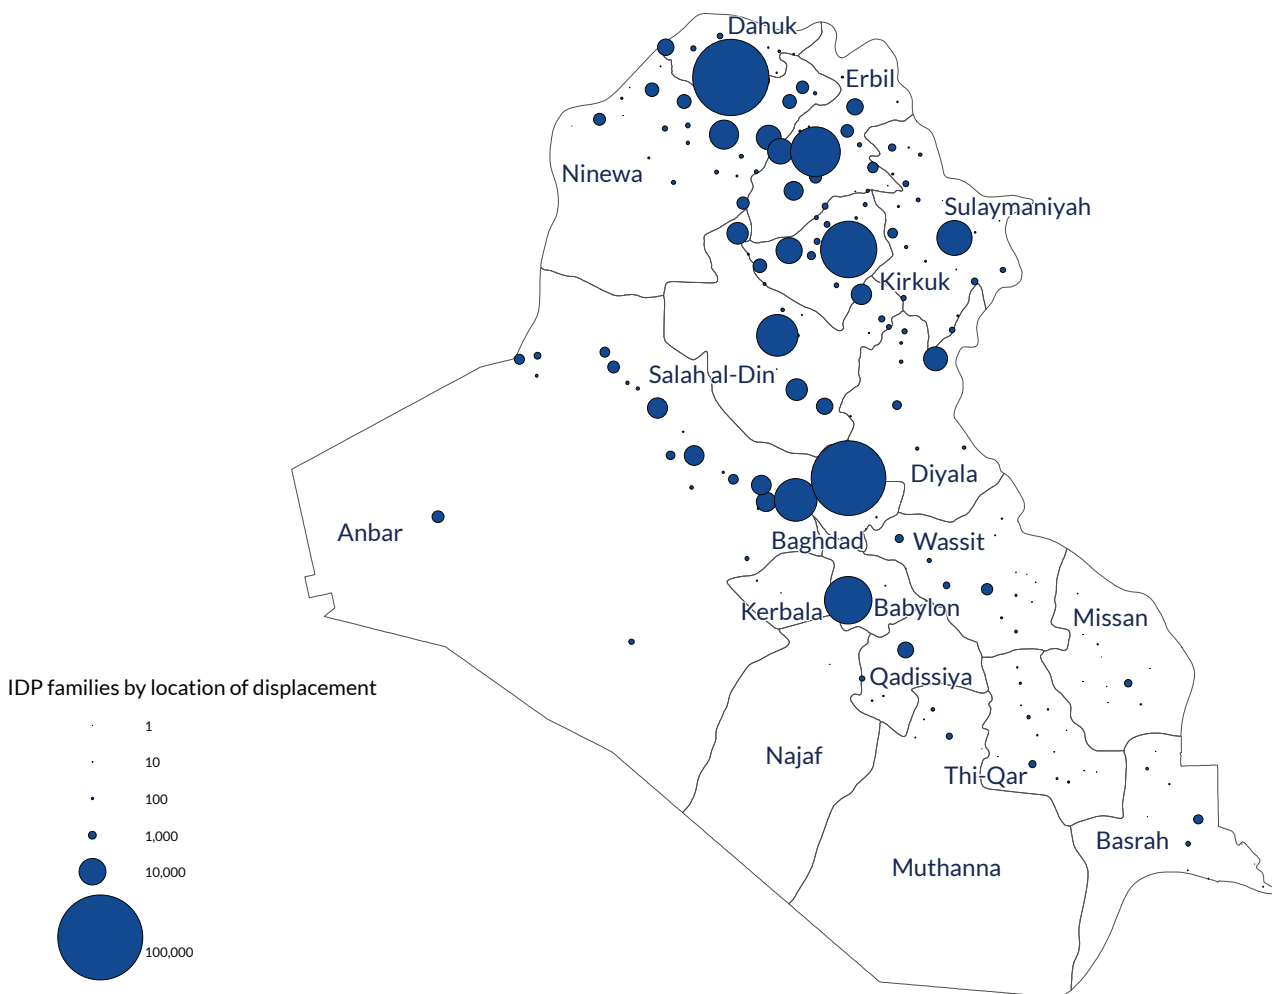 Dahuk
Erbil
Ninewa
Sulaymaniyah
Kirkuk
Salah al-Din
Diyala
Anbar
Baghdad
Wassit
Kerbala
Babylon
Missan
Qadissiya
IDP families by location of displacement
1
10
100
1,000
10,000
100,000
Najaf
Thi-Qar
Basrah
Muthanna